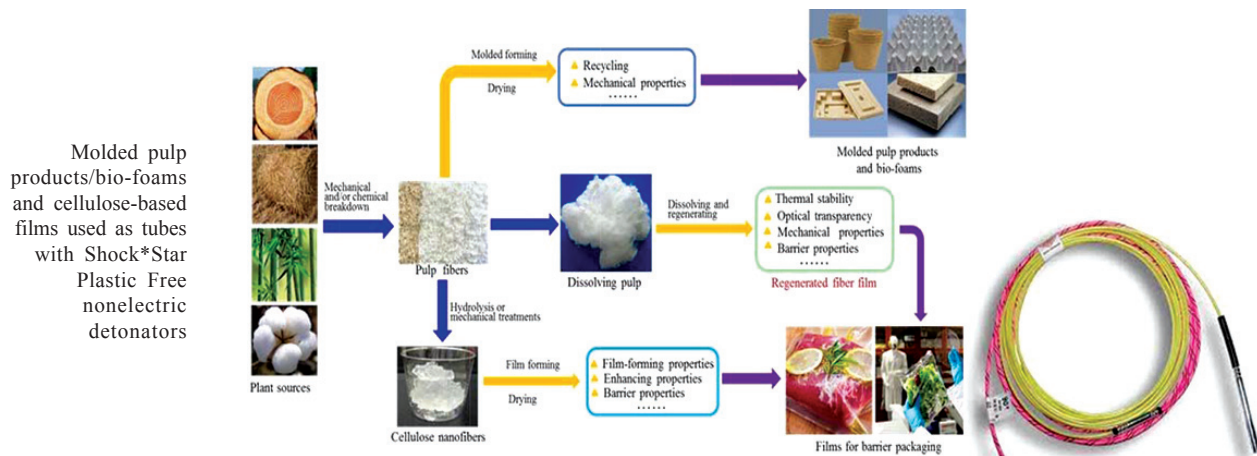 Molded pulp
products/bio-foams
and cellulose-based
films used as tubes
with Shock*Star
Plastic Free
nonelectric
detonators
Plant sources
Mechanical
and/or chemical
breakdown
Pulp fibers
Molded forming
Drying
Recycling
Mechanical properties
......
Molded pulp products
and bio-foams
Dissolving pulp
Dissolving and
regenerating
Thermal stability
Optical transparency
Mechanical properties
Barrier properties
......
Regenerated fiber film
Hydrolysis or
mechanical treatments
Cellulose nanofibers
Film forming
Drying
Film-forming properties
Enhancing properties
Barrier properties
......
Films for barrier packaging